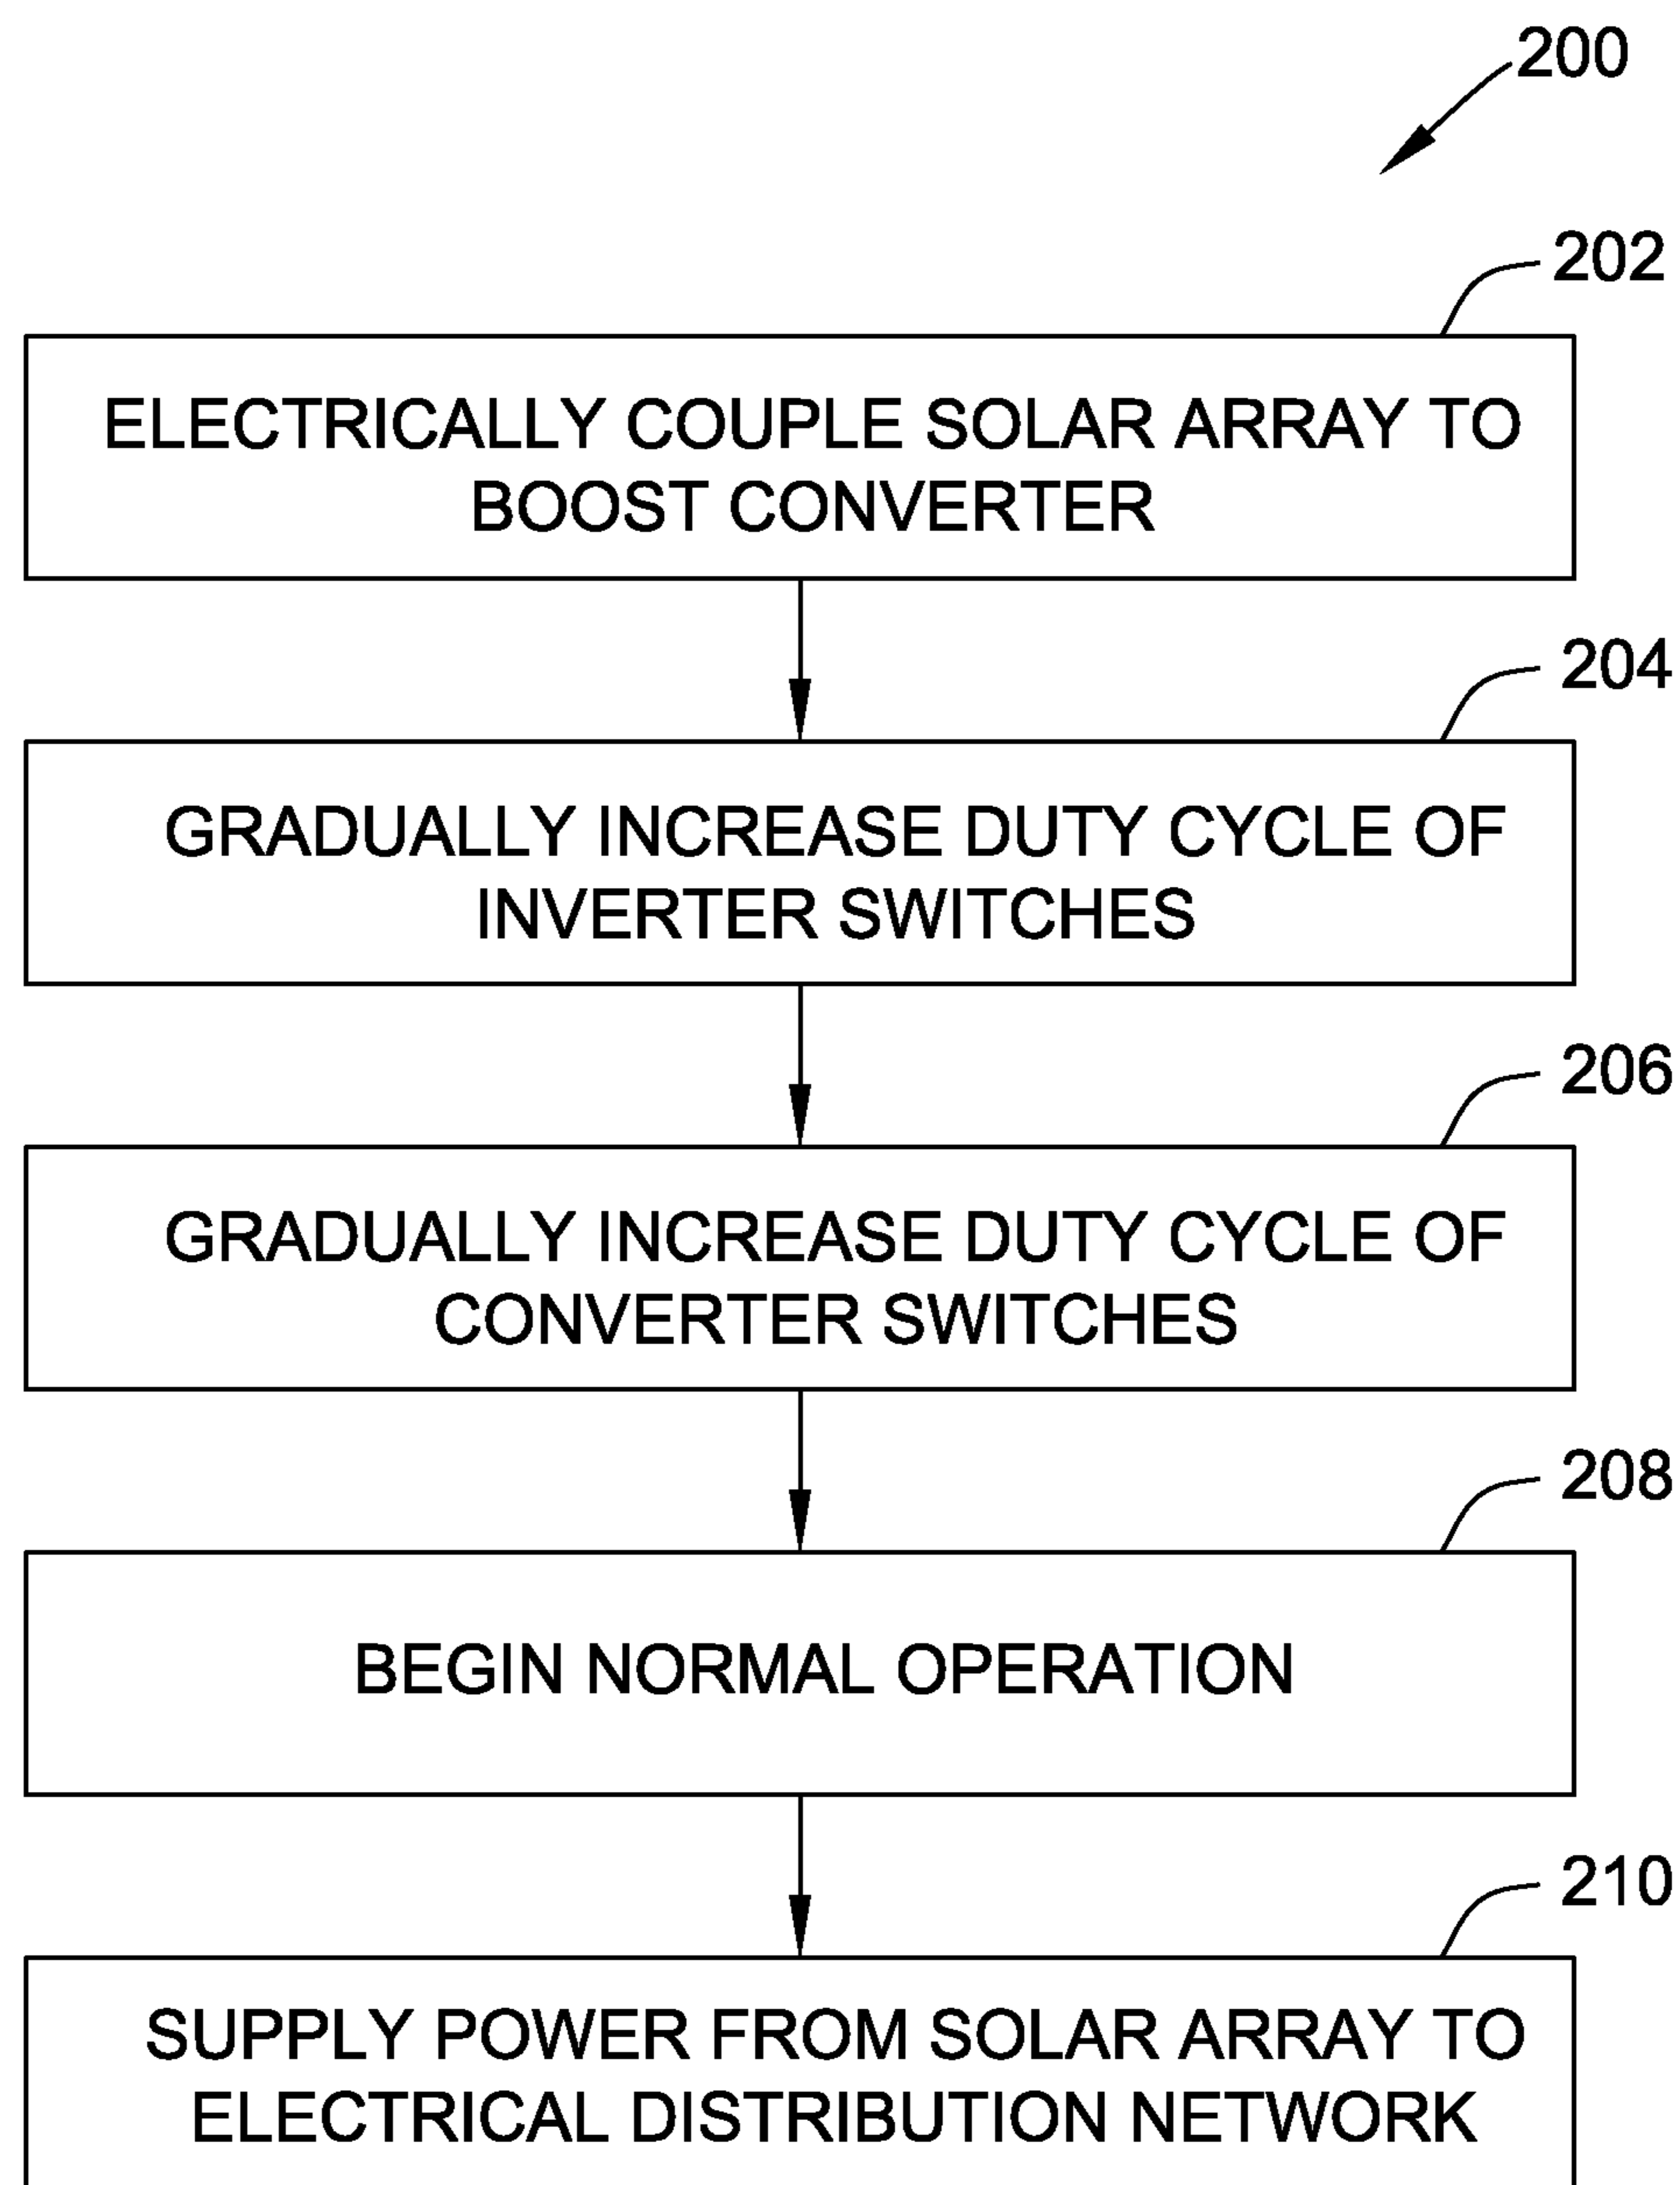 200
202
ELECTRICALLY COUPLE SOLAR ARRAY TO
BOOST CONVERTER
204
GRADUALLY INCREASE DUTY CYCLE OF
INVERTER SWITCHES
206
GRADUALLY INCREASE DUTY CYCLE OF
CONVERTER SWITCHES
208
BEGIN NORMAL OPERATION
210
SUPPLY POWER FROM SOLAR ARRAY TO
ELECTRICAL DISTRIBUTION NETWORK